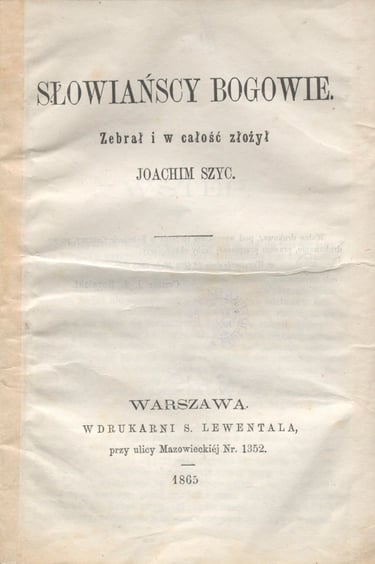 SŁOWIAŃSCY BOGOWIE.
Zebrał i w całość złożył
JOACHIM SZYC.
WARSZAWA.
W DRUKARNI S. LEWENTALA,
przy ulicy Mazowieckiéj Nr. 1352.
1865